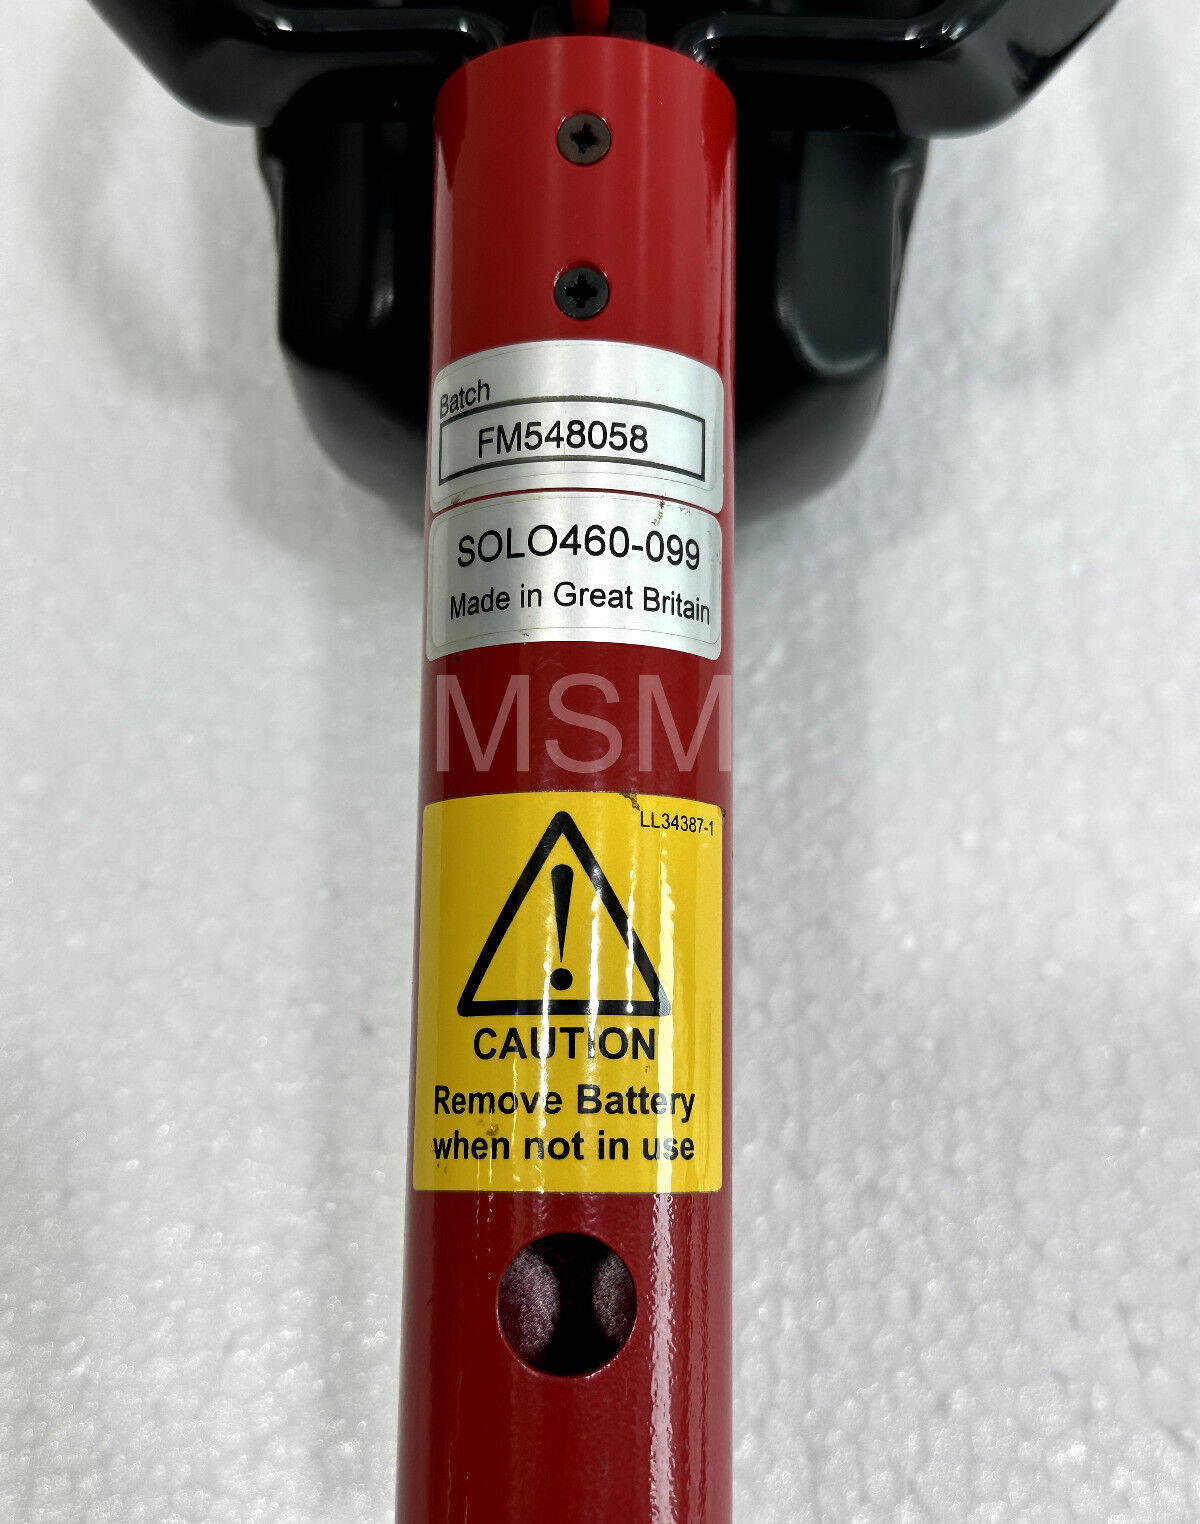 Batch
FM548058
SOLO460-099
Made in Great Britain
MSM
LL34387-1
CAUTION
Remove Battery
when not in use